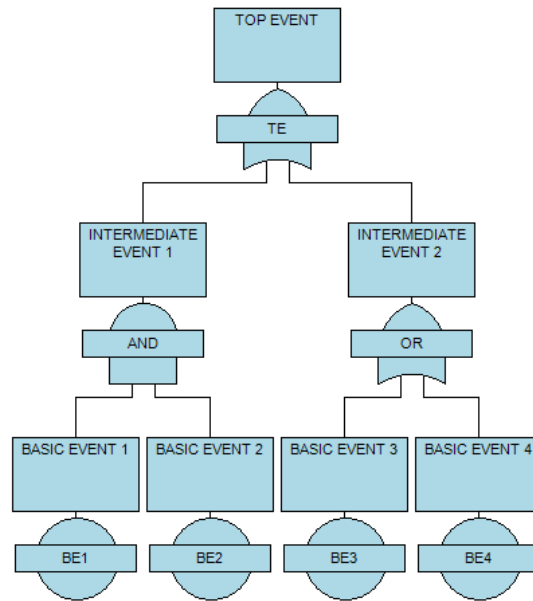 TOP EVENT
TE
INTERMEDIATE
EVENT 1
INTERMEDIATE
EVENT 2
AND
OR
BASIC EVENT 1
BASIC EVENT 2
BASIC EVENT 3
BASIC EVENT 4
BE1
BE2
BE3
BE4